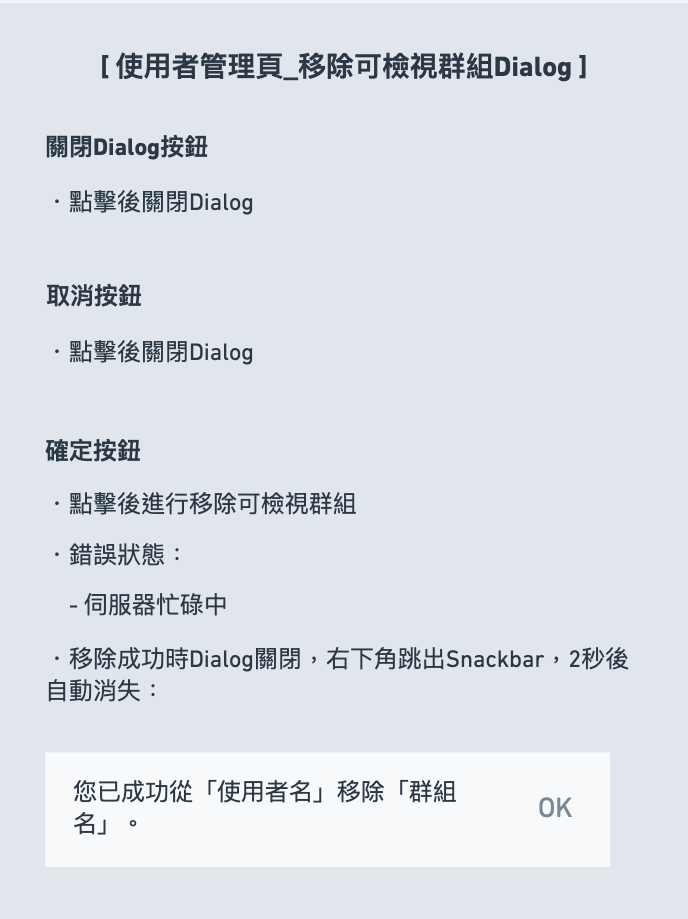 [ 使用者管理頁_移除可檢視群組Dialog ]
關閉Dialog按鈕
・點擊後關閉Dialog
取消按鈕
・點擊後關閉Dialog
確定按鈕
・點擊後進行移除可檢視群組
・錯誤狀態：
- 伺服器忙碌中
・移除成功時Dialog關閉，右下角跳出Snackbar，2秒後
自動消失：
您已成功從「使用者名」移除「群組
名」。
OK